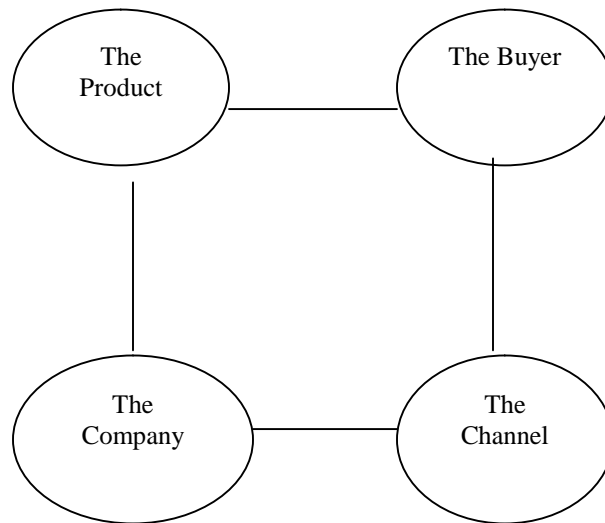 The
Product
The Buyer
The
Company
The
Channel